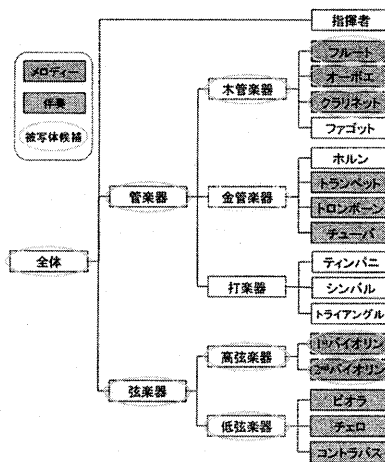 指揮者
メロディー
伴奏
被写体候補
フルート
オーボエ
クラリネット
ファゴット
木管楽器
ホルン
トランペット
トロンボーン
チューバ
管楽器
金管楽器
全体
ティンパニ
シンバル
トライアングル
打楽器
1stバイオリン
2ndバイオリン
高弦楽器
弦楽器
ビオラ
チェロ
コントラバス
低弦楽器